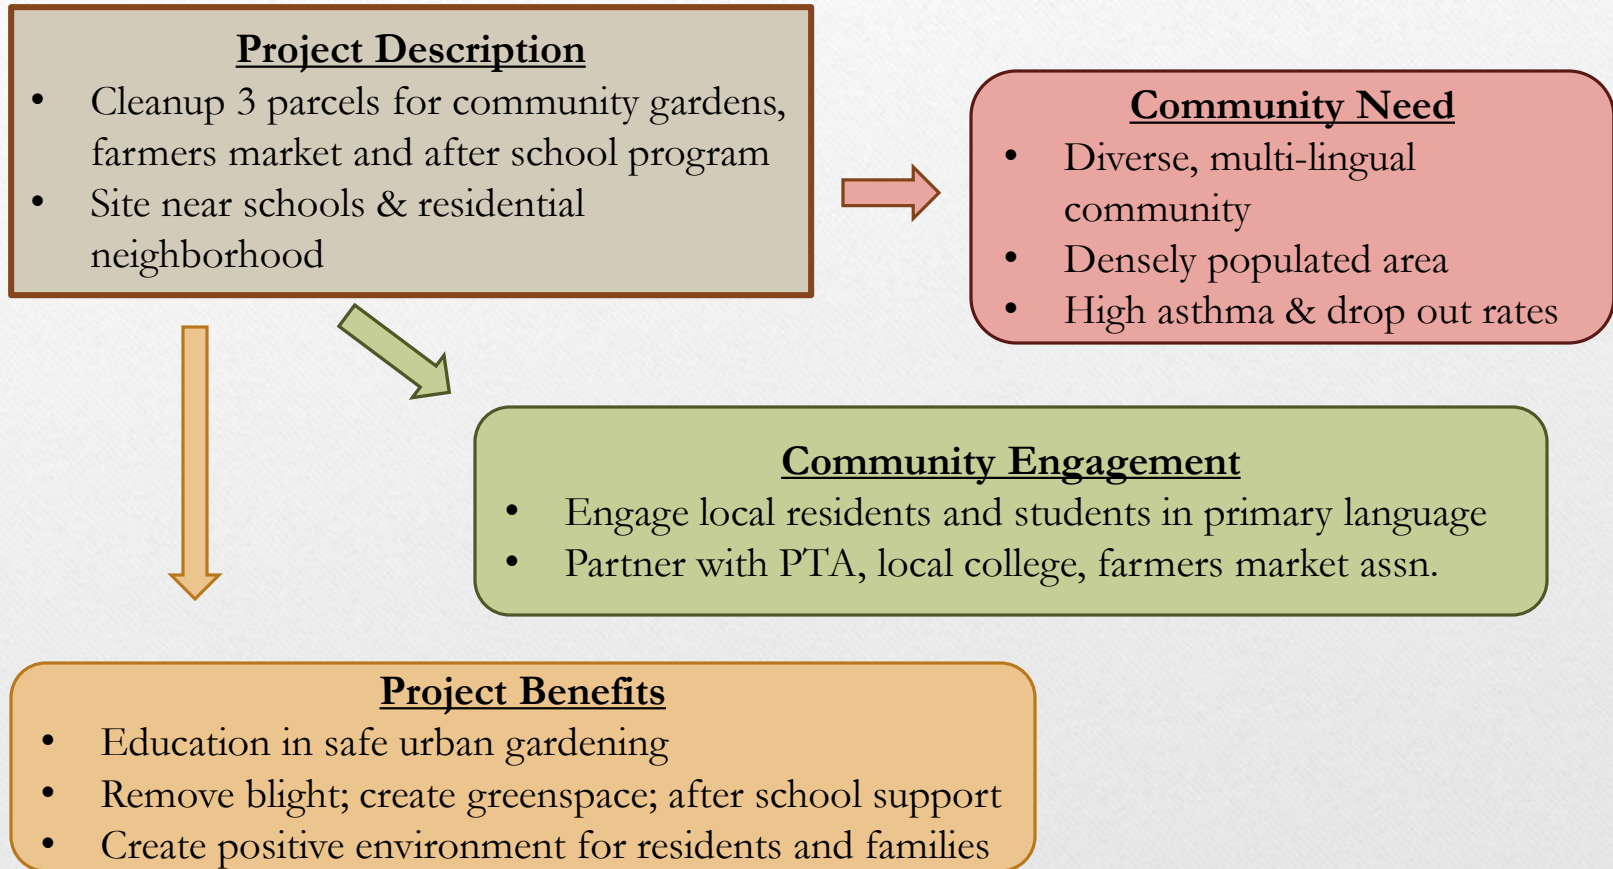 Project Description
• Cleanup 3 parcels for community gardens,
farmers market and after school program
• Site near schools & residential
neighborhood
Community Need
• Diverse, multi-lingual
community
• Densely populated area
• High asthma & drop out rates
Community Engagement
• Engage local residents and students in primary language
• Partner with PTA, local college, farmers market assn.
Project Benefits
• Education in safe urban gardening
• Remove blight; create greenspace; after school support
• Create positive environment for residents and families